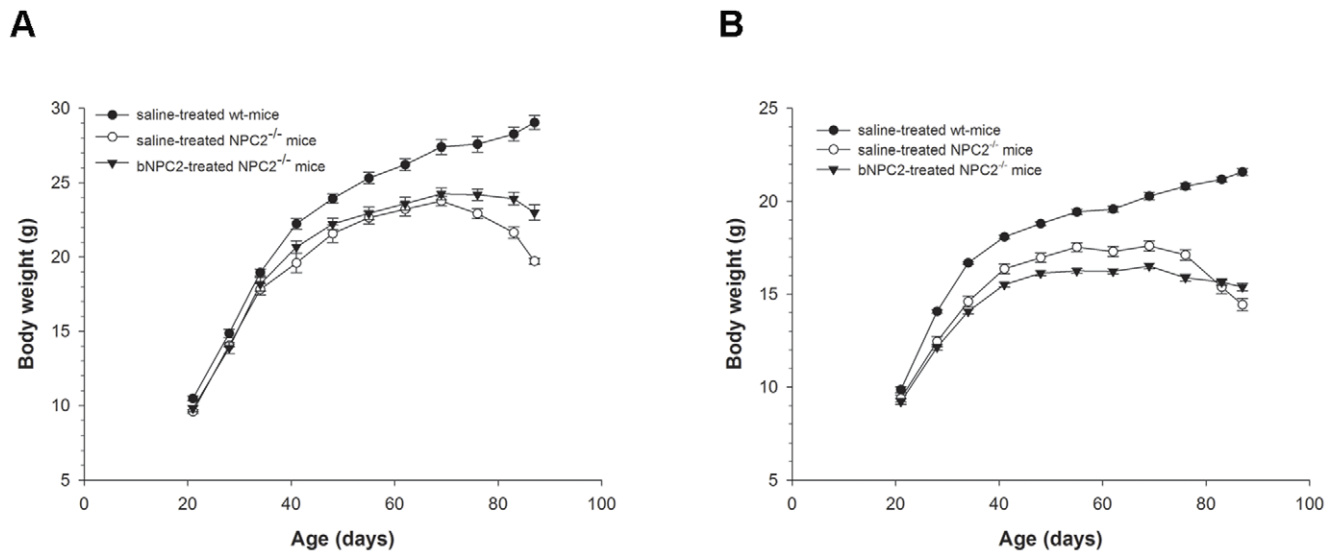 A
B
saline-treated wt-mice
saline-treated NPC2-/- mice
bNPC2-treated NPC2-/- mice
30
25
20
15
10
5
0
20
40
60
80
100
Body weight (g)
Age (days)
saline-treated wt-mice
saline-treated NPC2-/- mice
bNPC2-treated NPC2-/- mice
25
20
15
10
5
0
20
40
60
80
100
Body weight (g)
Age (days)